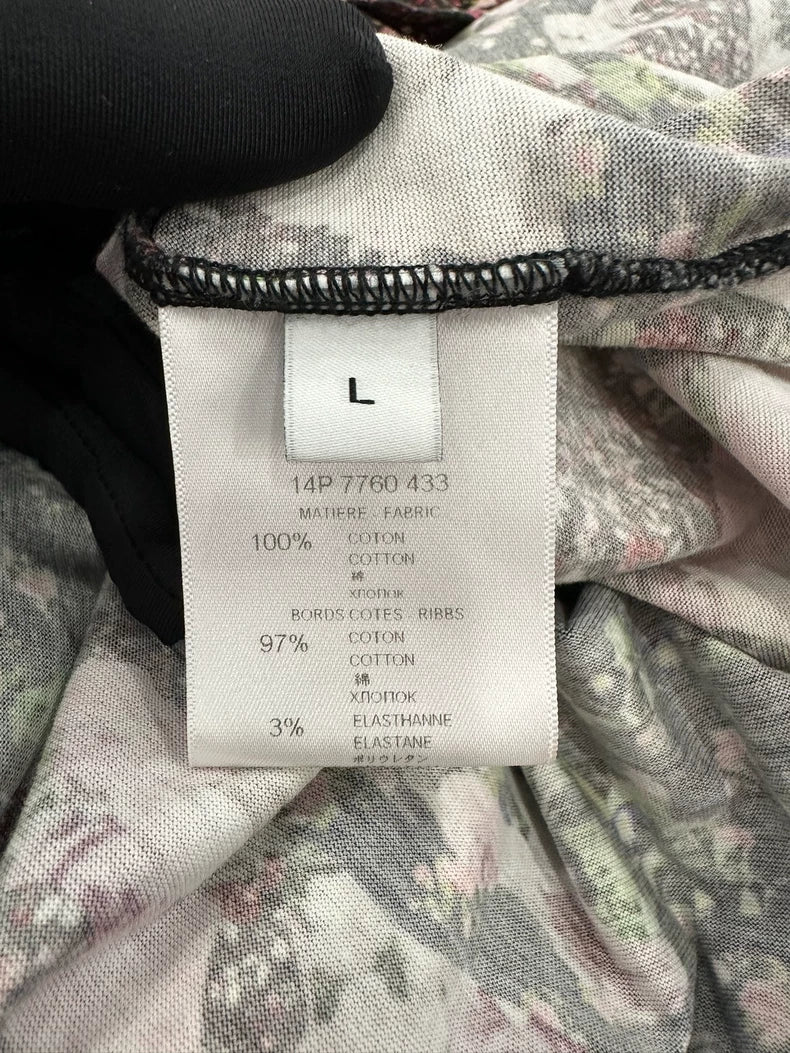 L
14P 7760 433
MATIERE - FABRIC
100% COTON
COTTON
綿
ХЛОПОК
BORDS COTES - RIBBS
97% COTON
COTTON
綿
ХЛОПОК
3% ELASTHANNE
ELASTANE
ポリウレタン